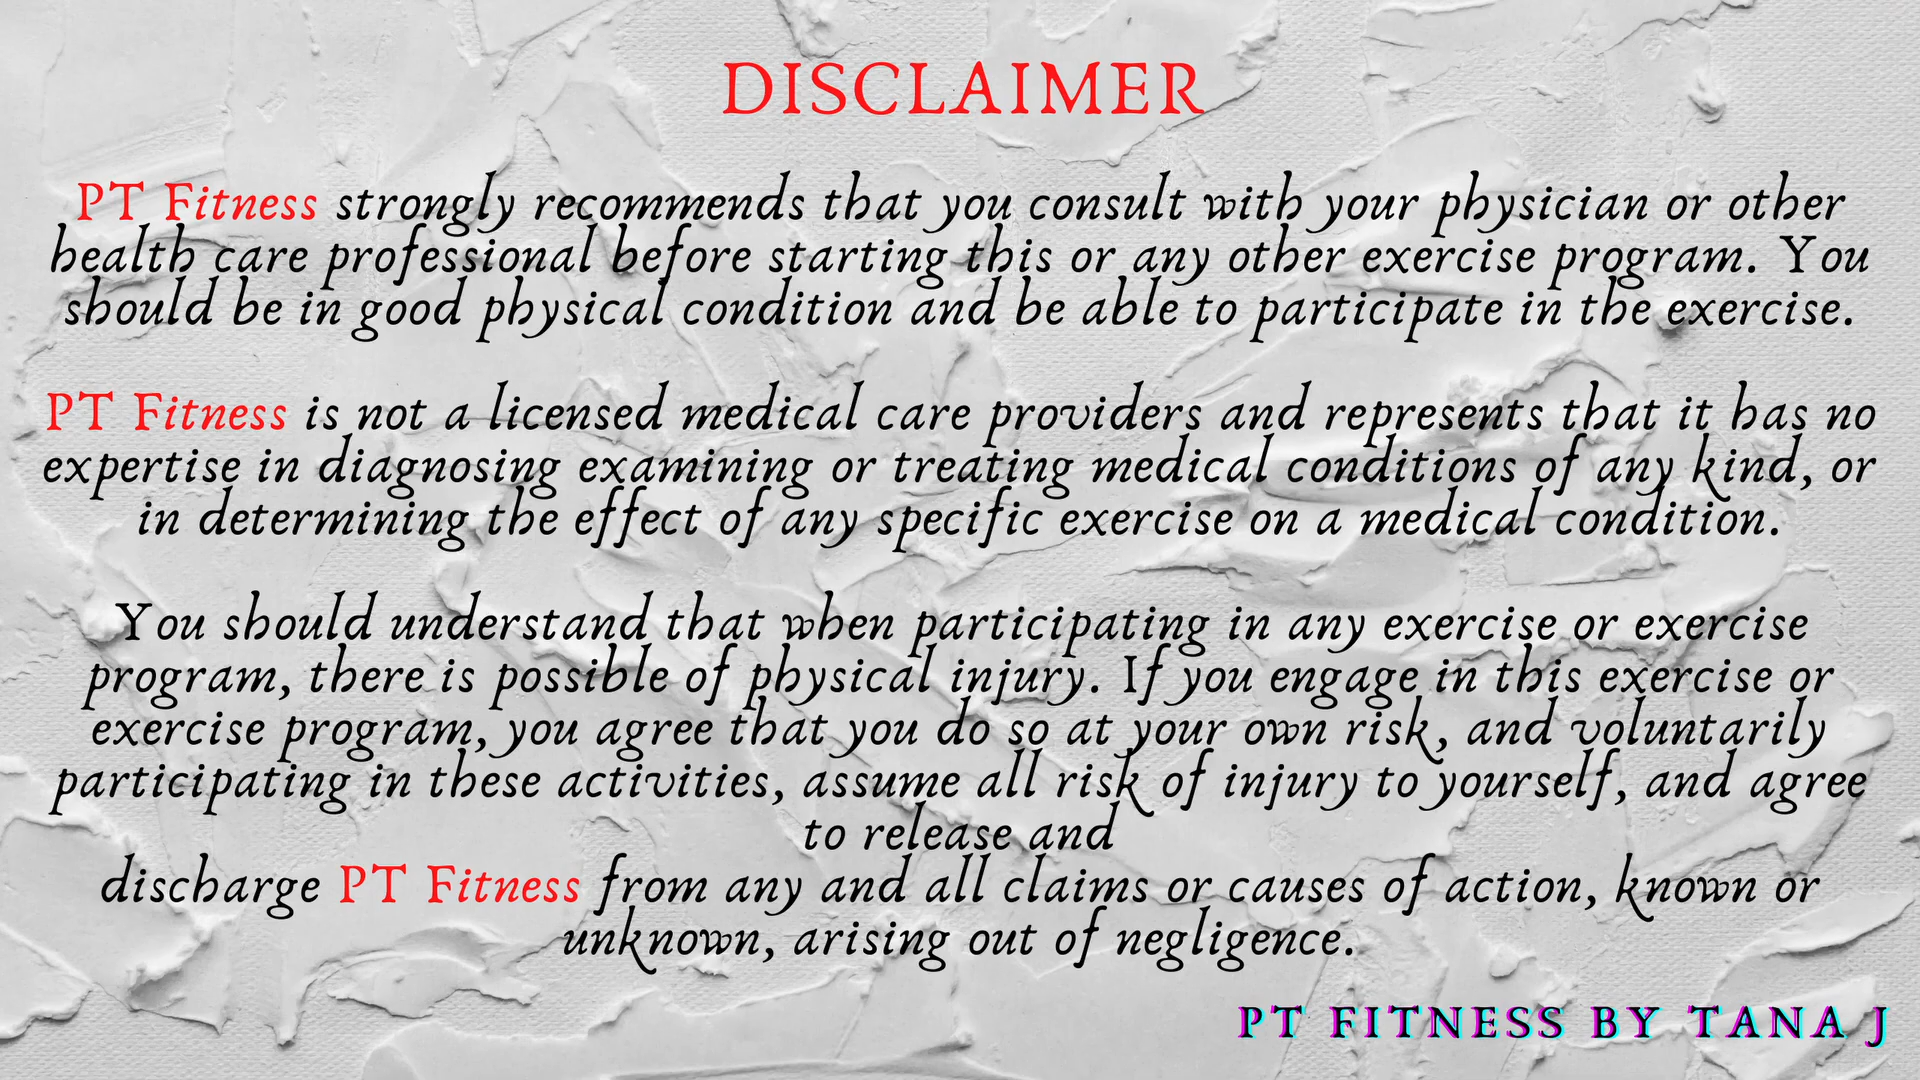 DISCLAIMER
PT Fitness strongly recommends that you consult with your physician or other
health care professional before starting this or any other exercise program. You
should be in good physical condition and be able to participate in the exercise.
PT Fitness is not a licensed medical care providers and represents that it has no
expertise in diagnosing examining or treating medical conditions of any kind, or
in determining the effect of any specific exercise on a medical condition.
You should understand that when participating in any exercise or exercise
program, there is possible of physical injury. If you engage in this exercise or
exercise program, you agree that you do so at your own risk, and voluntarily
participating in these activities, assume all risk of injury to yourself, and agree
to release and
discharge PT Fitness from any and all claims or causes of action, known or
unknown, arising out of negligence.
PT FITNESS BY TANA J